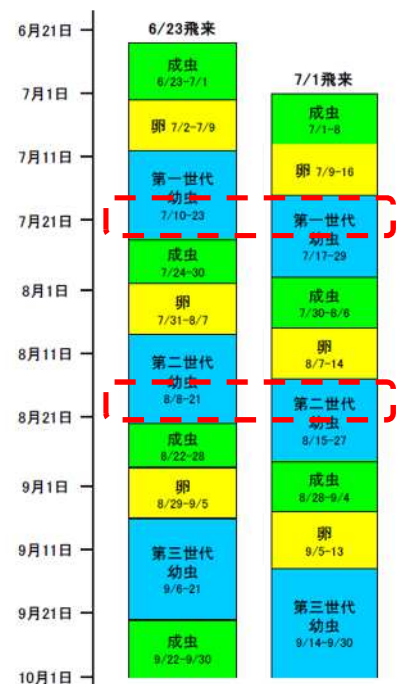 6月21日
7月1日
7月11日
7月21日
8月1日
8月11日
8月21日
9月1日
9月11日
9月21日
10月1日
6/23飛来
成虫
6/23-7/1
卵 7/2-7/9
第一世代
幼虫
7/10-23
成虫
7/24-30
卵
7/31-8/7
第二世代
幼虫
8/8-21
成虫
8/22-28
卵
8/29-9/5
第三世代
幼虫
9/6-21
成虫
9/22-9/30
7/1飛来
成虫
7/1-8
卵 7/9-16
第一世代
幼虫
7/17-29
成虫
7/30-8/6
卵
8/7-14
第二世代
幼虫
8/15-27
成虫
8/28-9/4
卵
9/5-13
第三世代
幼虫
9/14-9/30